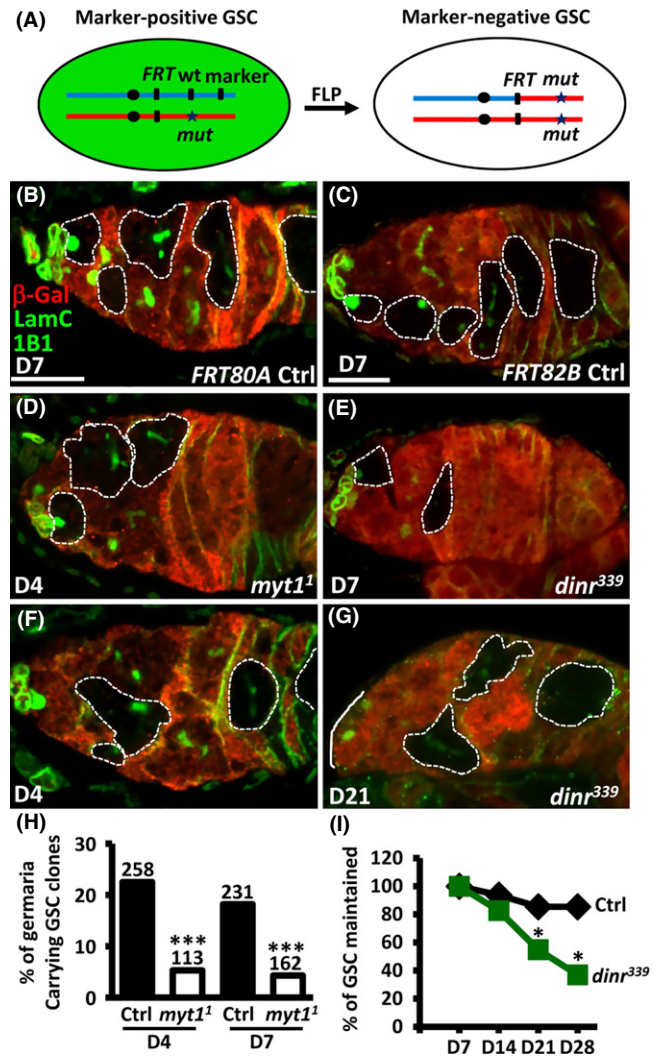 (A)
Marker-positive GSC
Marker-negative GSC
FRT wt marker
mut
FLP
FRT mut
mut
(B)
β-Gal
LamC
1B1
D7
FRT80A Ctrl
(C)
D7
FRT82B Ctrl
(D)
D4
myt1¹
(E)
D7
dinr³³⁹
(F)
D4
(G)
D21
dinr³³⁹
(H)
% of germaria
Carrying GSC clones
30
20
10
0
258
***
113
231
***
162
Ctrl myt1¹ Ctrl myt1¹
D4 D7
(I)
% of GSC maintained
120
100
80
60
40
20
0
Ctrl
*
*
dinr³³⁹
D7 D14 D21 D28